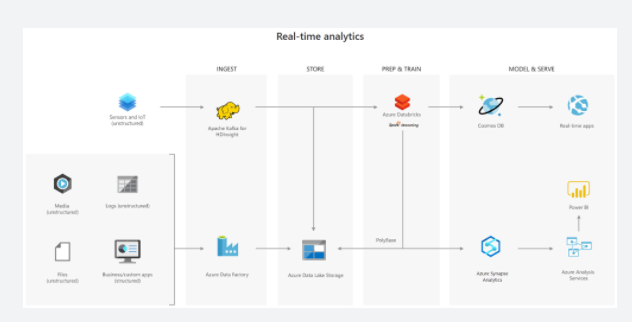 Real-time analytics
INGEST
STORE
PREP & TRAIN
MODEL & SERVE
Servers and IoT
(unstructured)
Apache Kafka for
HDInsight
Azure Databricks
Spark streaming
Cosmos DB
Real-time apps
Media
(unstructured)
Logs (unstructured)
Power BI
PolyBase
Files
(unstructured)
Business/custom apps
(structured)
Azure Data Factory
Azure Data Lake Storage
Azure Synapse
Analytics
Azure Analysis
Services